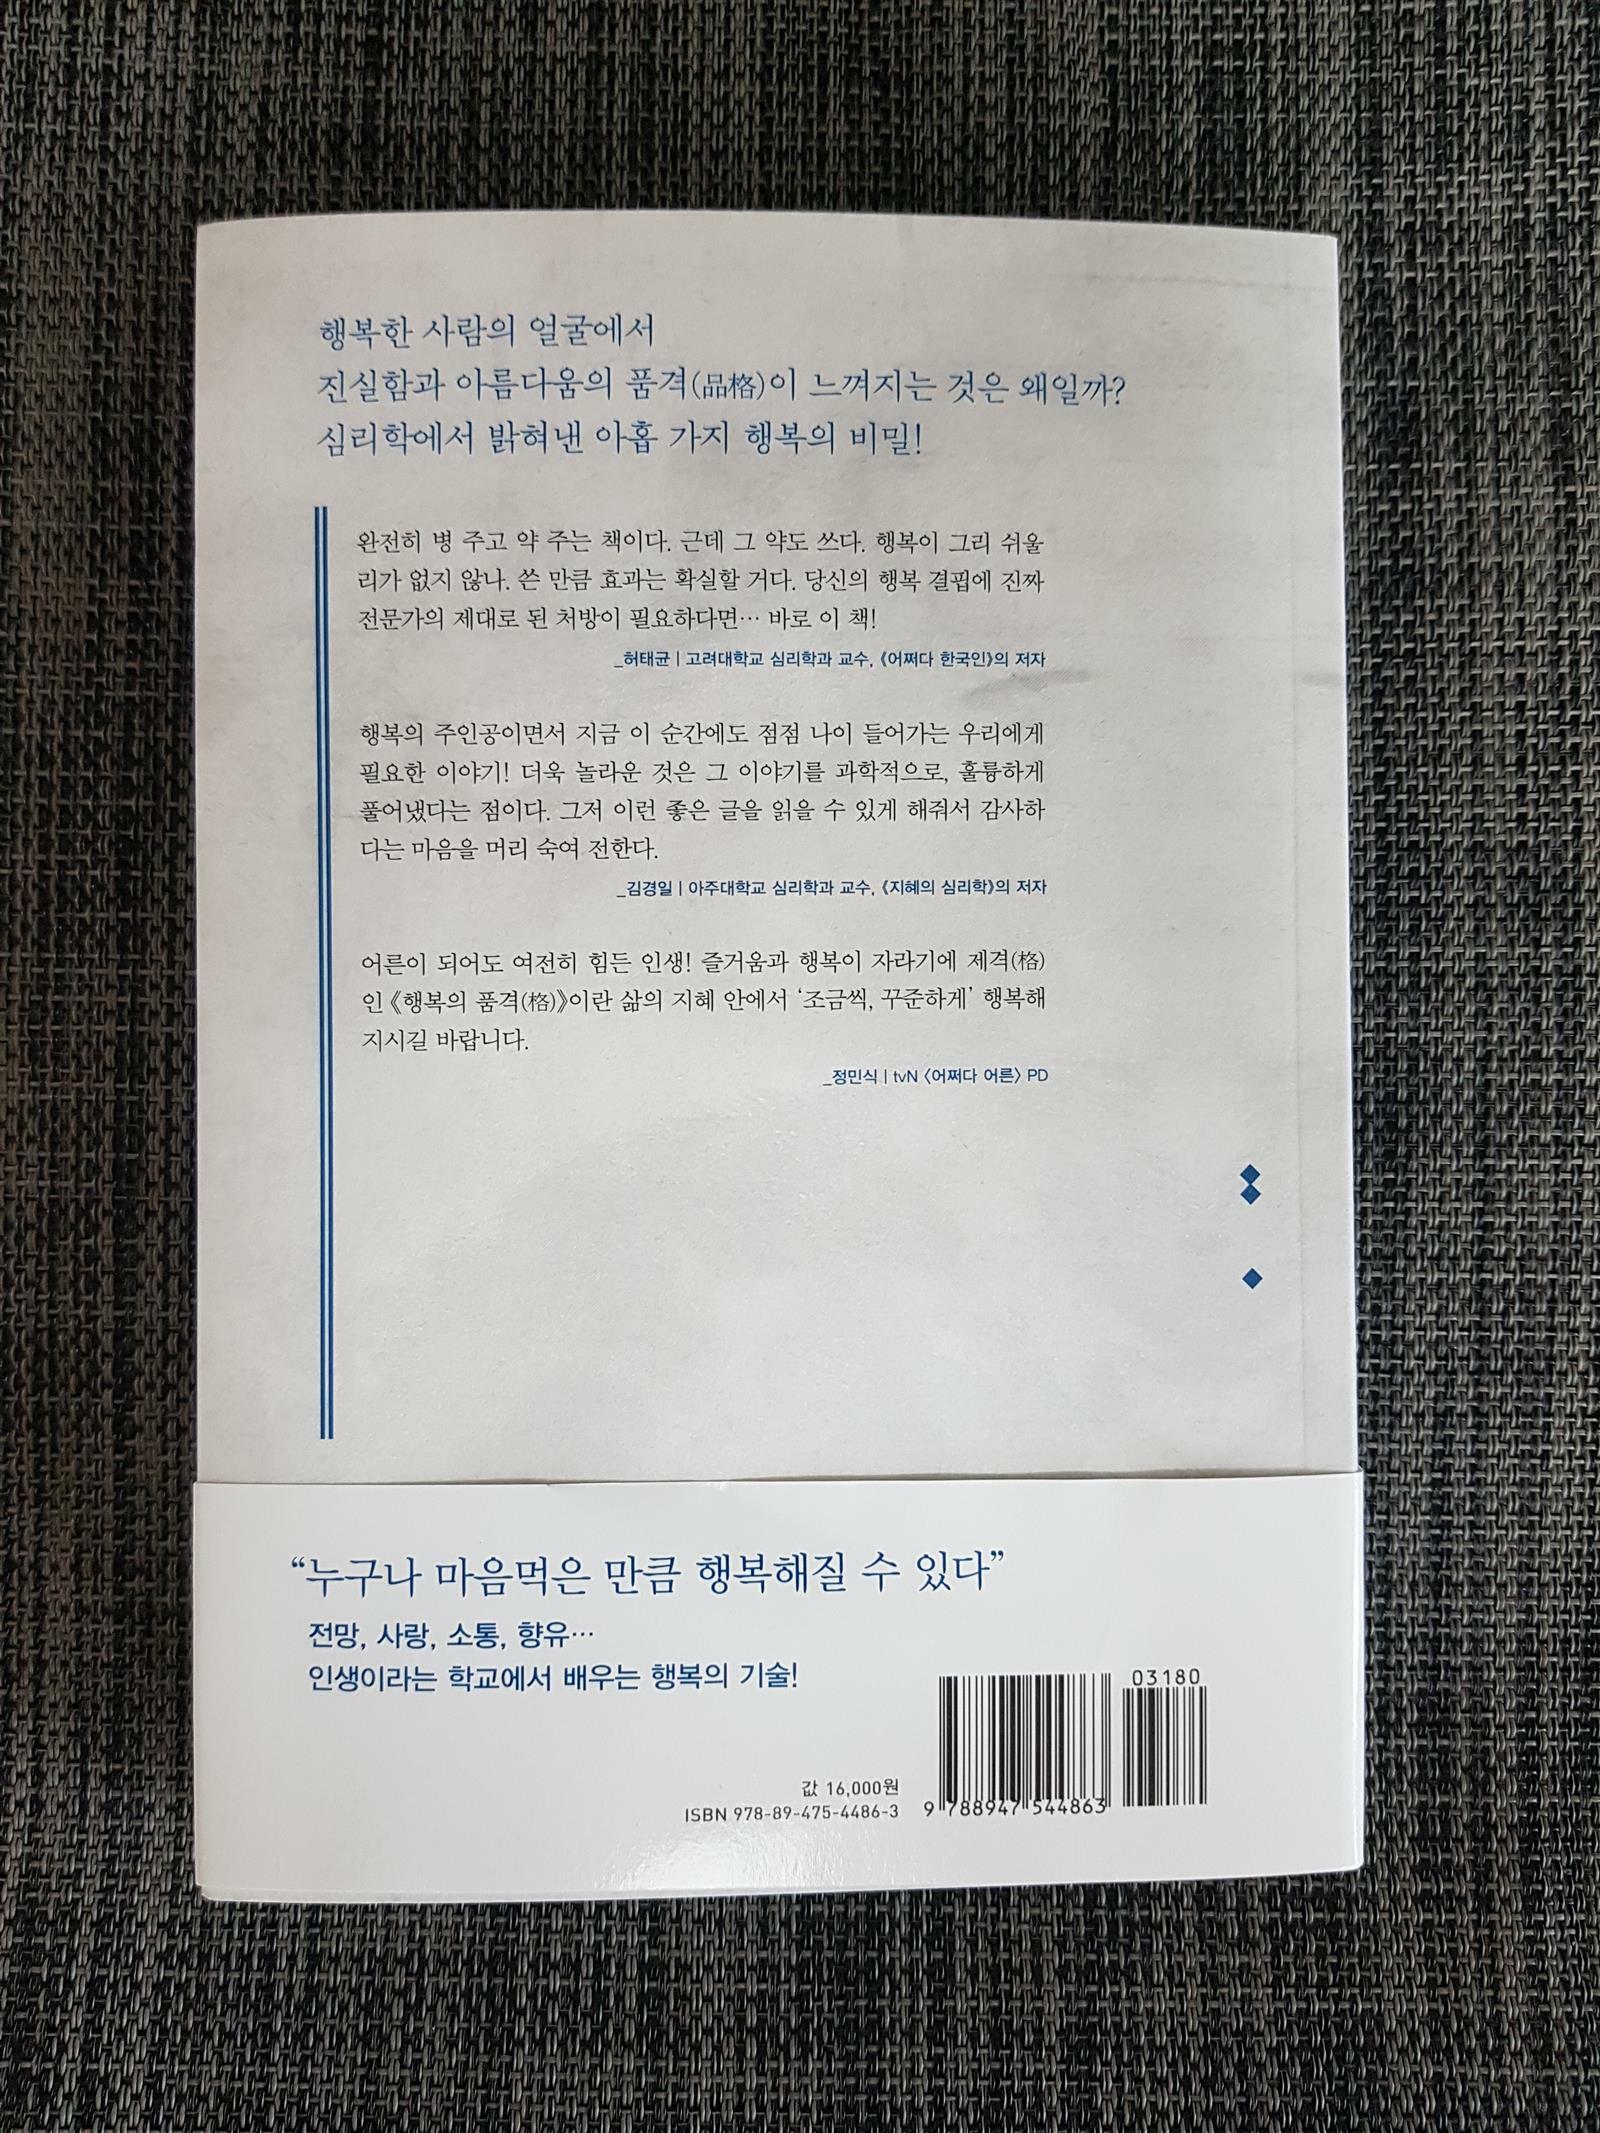 행복한 사람의 얼굴에서
진실함과 아름다움의 품격(品格)이 느껴지는 것은 왜일까?
심리학에서 밝혀낸 아홉 가지 행복의 비밀!
완전히 병 주고 약 주는 책이다. 근데 그 약도 쓰다. 행복이 그리 쉬울
리가 없지 않나. 쓴 만큼 효과는 확실할 거다. 당신의 행복 결핍에 진짜
전문가의 제대로 된 처방이 필요하다면… 바로 이 책!
_허태균 | 고려대학교 심리학과 교수, 《어쩌다 한국인》의 저자
행복의 주인공이면서 지금 이 순간에도 점점 나이 들어가는 우리에게
필요한 이야기! 더욱 놀라운 것은 그 이야기를 과학적으로, 훌륭하게
풀어냈다는 점이다. 그저 이런 좋은 글을 읽을 수 있게 해줘서 감사하
다는 마음을 머리 숙여 전한다.
_김경일 | 아주대학교 심리학과 교수, 《지혜의 심리학》의 저자
어른이 되어도 여전히 힘든 인생! 즐거움과 행복이 자라기에 제격(格)
인 《행복의 품격(格)》이란 삶의 지혜 안에서 ‘조금씩, 꾸준하게’ 행복해
지시길 바랍니다.
_정민식 | tvN 〈어쩌다 어른〉 PD
“누구나 마음먹은 만큼 행복해질 수 있다”
전망, 사랑, 소통, 향유…
인생이라는 학교에서 배우는 행복의 기술!
03180
값 16,000원
ISBN 978-89-475-4486-3
9 788947 544863